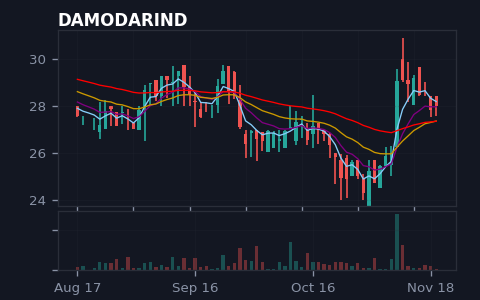 DAMODARIND
30
28
26
24
Aug 17
Sep 16
Oct 16
Nov 18